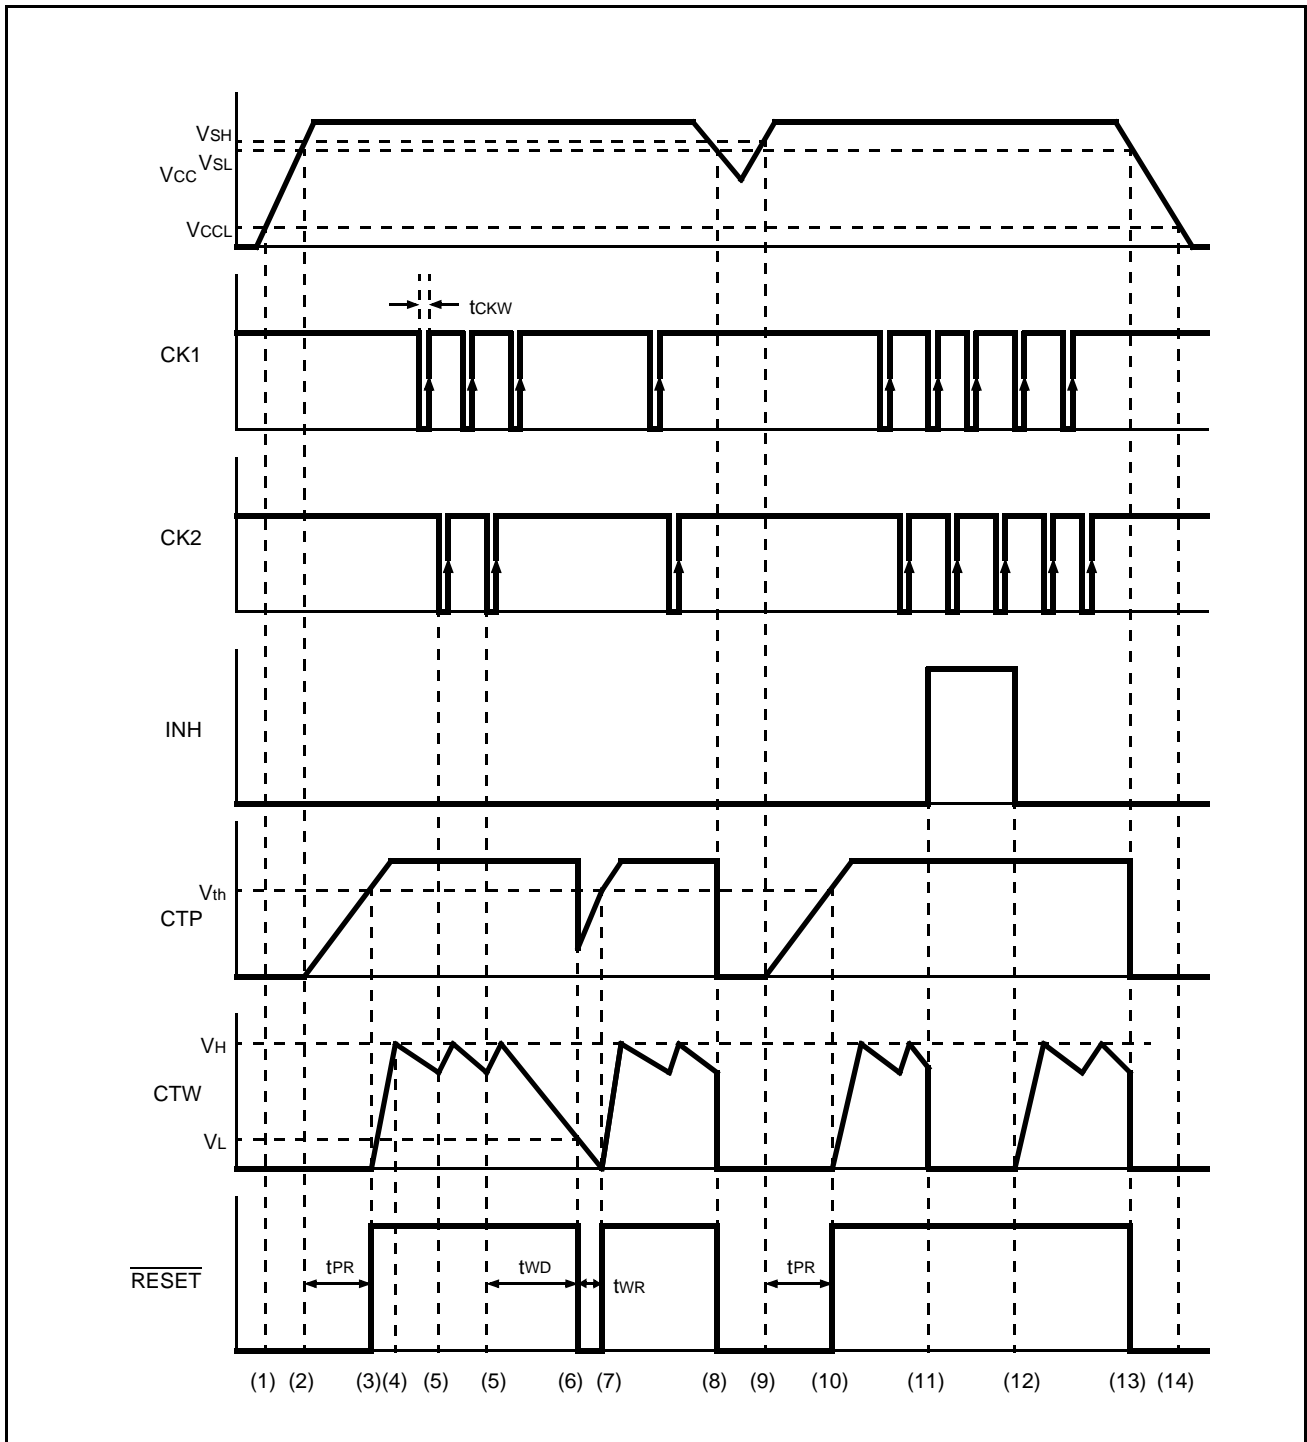 VSH
VSL
VCC
VCCL
tCKW
CK1
CK2
INH
Vth
CTP
VH
CTW
VL
RESET
tPR
tWD
tWR
tPR
(1) (2) (3) (4) (5) (5) (6) (7) (8) (9) (10) (11) (12) (13) (14)